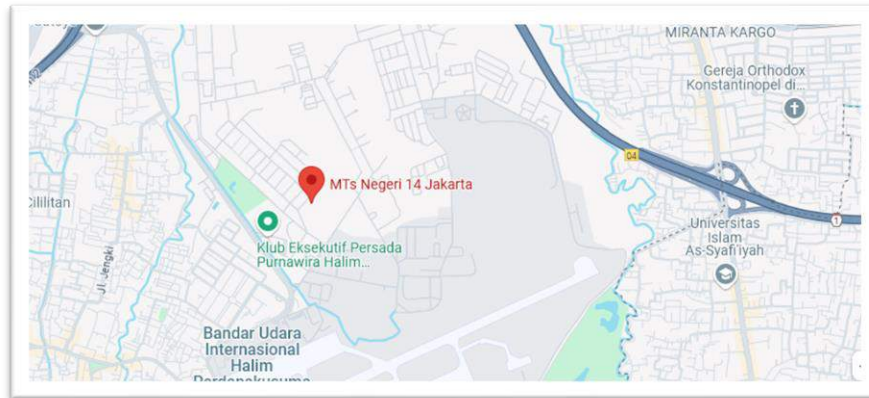 MIRANTA KARGO
Gereja Orthodox
Konstantinopel di...
04
MTs Negeri 14 Jakarta
Cililitan
Klub Eksekutif Persada
Purnawira Halim...
Jl. Jengki
1
Universitas
Islam
As-Syafi'iyah
Bandar Udara
Internasional
Halim